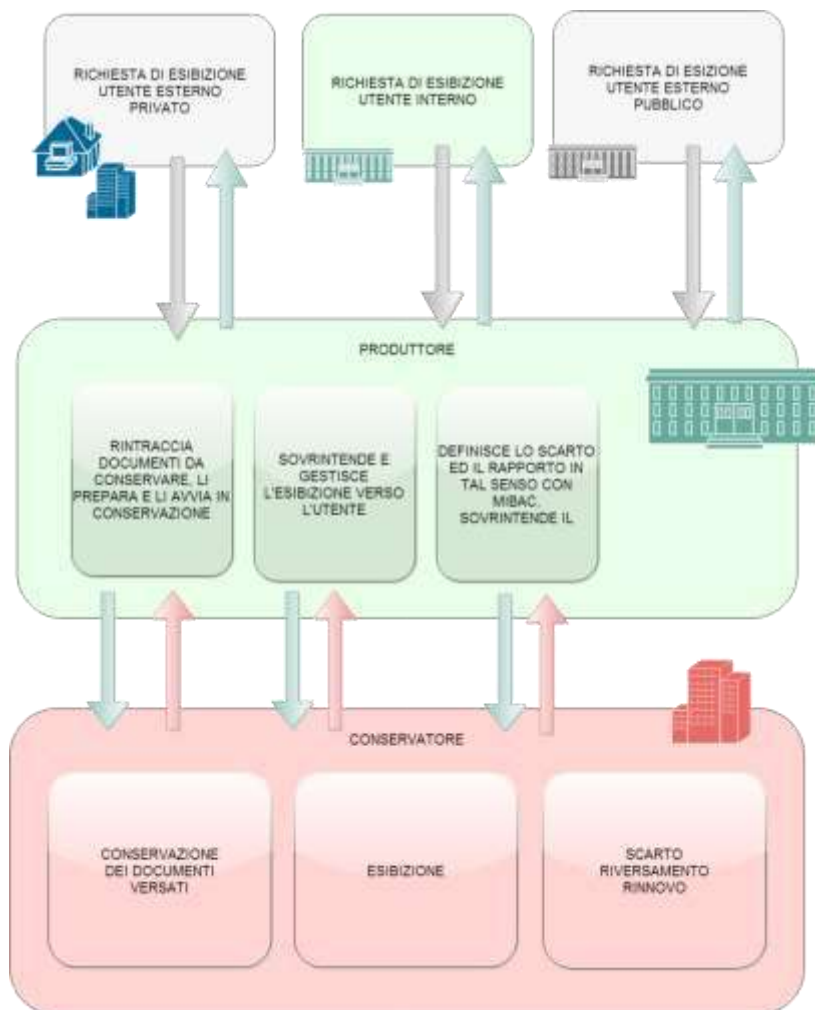 RICHIESTA DI ESIBIZIONE
UTENTE ESTERNO
PRIVATO
RICHIESTA DI ESIBIZIONE
UTENTE INTERNO
RICHIESTA DI ESIZIONE
UTENTE ESTERNO
PUBBLICO
PRODUTTORE
RINTRACCIA
DOCUMENTI DA
CONSERVARE, LI
PREPARA E LI AVVIA IN
CONSERVAZIONE
SOVRINTENDE E
GESTISCE
L'ESIBIZIONE VERSO
L'UTENTE
DEFINISCE LO SCARTO
ED IL RAPPORTO IN
TAL SENSO CON
MIBAC.
SOVRINTENDE IL
CONSERVATORE
CONSERVAZIONE
DEI DOCUMENTI
VERSATI
ESIBIZIONE
SCARTO
RIVERSAMENTO
RINNOVO